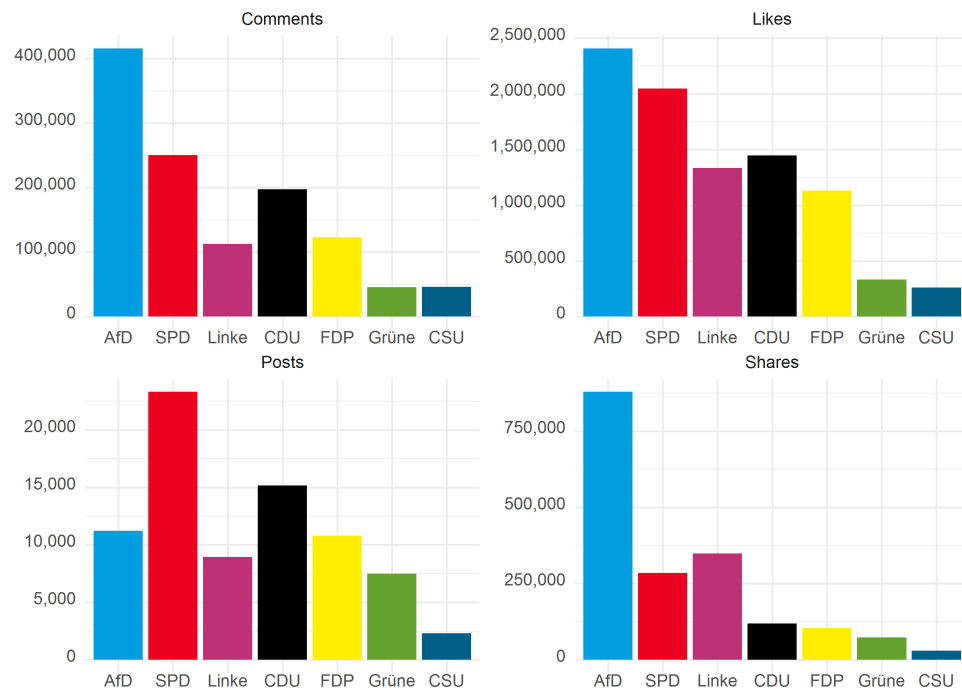 Comments
400,000
300,000
200,000
100,000
0
AfD SPD Linke CDU FDP Grüne CSU
Likes
2,500,000
2,000,000
1,500,000
1,000,000
500,000
0
AfD SPD Linke CDU FDP Grüne CSU
Posts
20,000
15,000
10,000
5,000
0
AfD SPD Linke CDU FDP Grüne CSU
Shares
750,000
500,000
250,000
0
AfD SPD Linke CDU FDP Grüne CSU